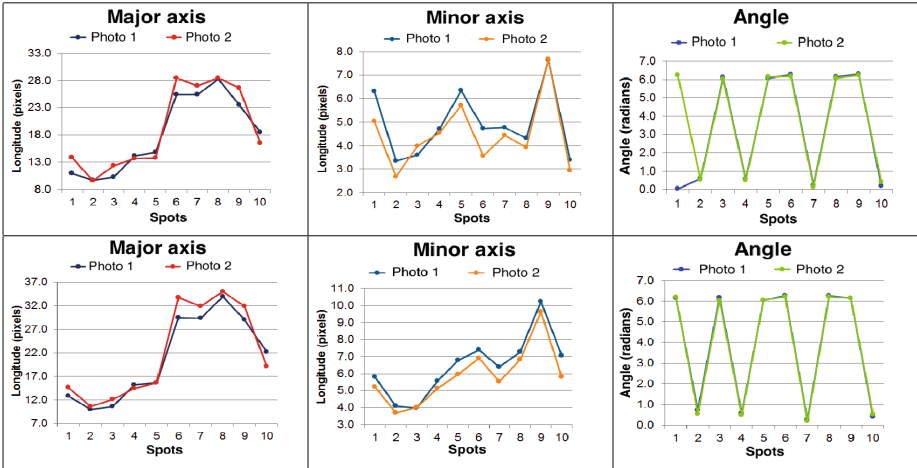 Major axis
Photo 1 Photo 2
Longitude (pixels)
33.0
28.0
23.0
18.0
13.0
8.0
1 2 3 4 5 6 7 8 9 10
Spots
Minor axis
Photo 1 Photo 2
Longitude (pixels)
8.0
7.0
6.0
5.0
4.0
3.0
2.0
1 2 3 4 5 6 7 8 9 10
Spots
Angle
Photo 1 Photo 2
Angle (radians)
7.0
6.0
5.0
4.0
3.0
2.0
1.0
0.0
1 2 3 4 5 6 7 8 9 10
Spots
Major axis
Photo 1 Photo 2
Longitude (pixels)
37.0
32.0
27.0
22.0
17.0
12.0
7.0
1 2 3 4 5 6 7 8 9 10
Spots
Minor axis
Photo 1 Photo 2
Longitude (pixels)
11.0
10.0
9.0
8.0
7.0
6.0
5.0
4.0
3.0
1 2 3 4 5 6 7 8 9 10
Spots
Angle
Photo 1 Photo 2
Angle (radians)
7.0
6.0
5.0
4.0
3.0
2.0
1.0
0.0
1 2 3 4 5 6 7 8 9 10
Spots